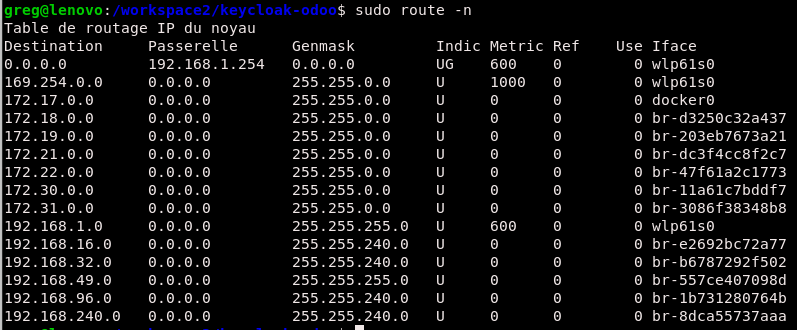 greg@lenovo:/workspace2/keycloak-odoo$ sudo route -n
Table de routage IP du noyau
Destination Passerelle Genmask Indic Metric Ref Use Iface
0.0.0.0 192.168.1.254 0.0.0.0 UG 600 0 0 wlp61s0
169.254.0.0 0.0.0.0 255.255.0.0 U 1000 0 0 wlp61s0
172.17.0.0 0.0.0.0 255.255.0.0 U 0 0 0 docker0
172.18.0.0 0.0.0.0 255.255.0.0 U 0 0 0 br-d3250c32a437
172.19.0.0 0.0.0.0 255.255.0.0 U 0 0 0 br-203eb7673a21
172.21.0.0 0.0.0.0 255.255.0.0 U 0 0 0 br-dc3f4cc8f2c7
172.22.0.0 0.0.0.0 255.255.0.0 U 0 0 0 br-47f61a2c1773
172.30.0.0 0.0.0.0 255.255.0.0 U 0 0 0 br-11a61c7bddf7
172.31.0.0 0.0.0.0 255.255.0.0 U 0 0 0 br-3086f38348b8
192.168.1.0 0.0.0.0 255.255.255.0 U 600 0 0 wlp61s0
192.168.16.0 0.0.0.0 255.255.240.0 U 0 0 0 br-e2692bc72a77
192.168.32.0 0.0.0.0 255.255.240.0 U 0 0 0 br-b6787292f502
192.168.49.0 0.0.0.0 255.255.255.0 U 0 0 0 br-557ce407098d
192.168.96.0 0.0.0.0 255.255.240.0 U 0 0 0 br-1b731280764b
192.168.240.0 0.0.0.0 255.255.240.0 U 0 0 0 br-8dca55737aaa